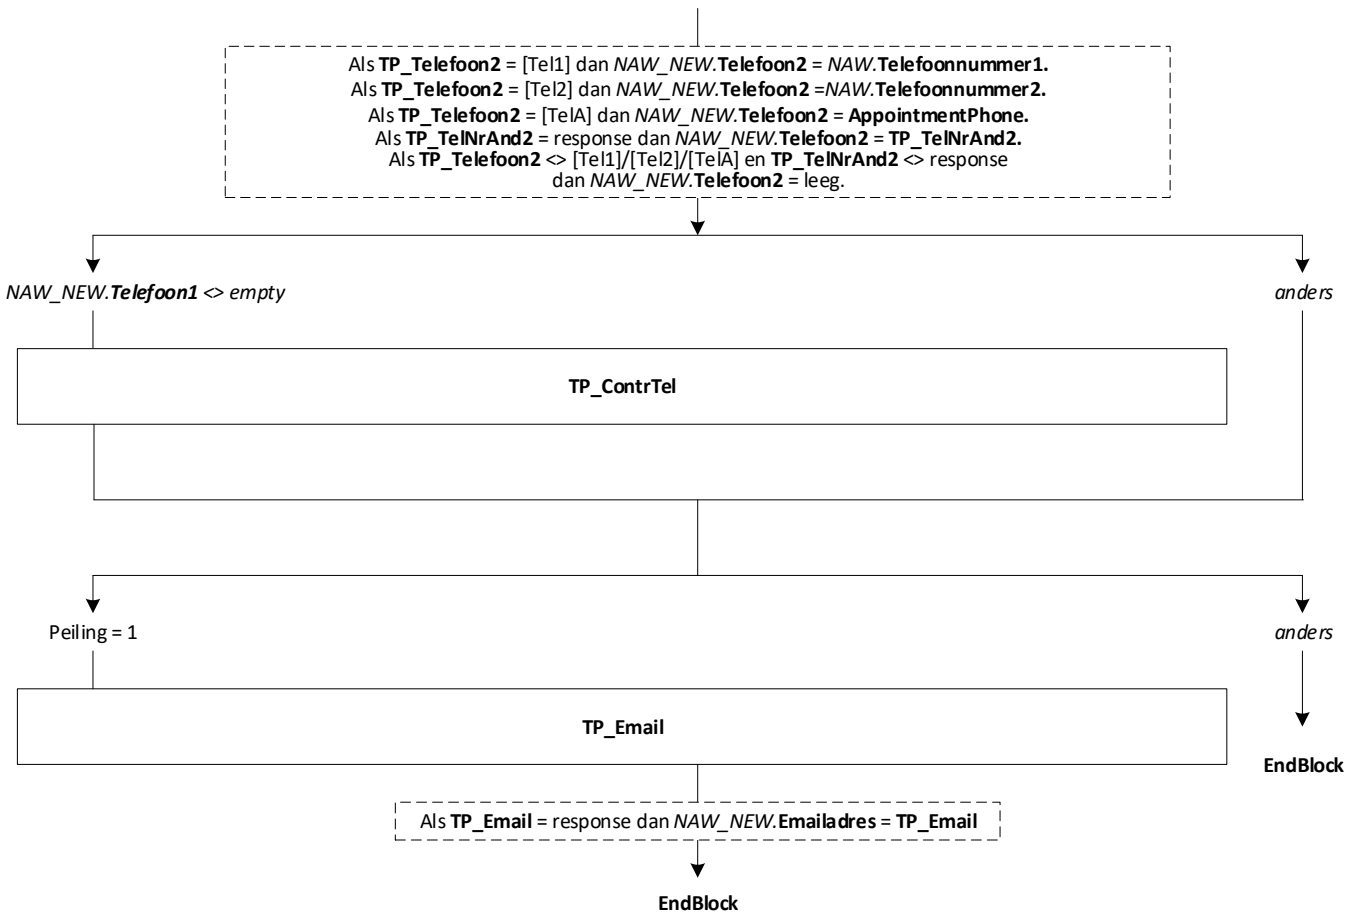 Als TP_Telefoon2 = [Tel1] dan NAW_NEW.Telefoon2 = NAW.Telefoonnummer1.
Als TP_Telefoon2 = [Tel2] dan NAW_NEW.Telefoon2 =NAW.Telefoonnummer2.
Als TP_Telefoon2 = [TelA] dan NAW_NEW.Telefoon2 = AppointmentPhone.
Als TP_TelNrAnd2 = response dan NAW_NEW.Telefoon2 = TP_TelNrAnd2.
Als TP_Telefoon2 <> [Tel1]/[Tel2]/[TelA] en TP_TelNrAnd2 <> response
dan NAW_NEW.Telefoon2 = leeg.
NAW_NEW.Telefoon1 <> empty
anders
TP_ContrTel
Peiling = 1
anders
TP_Email
EndBlock
Als TP_Email = response dan NAW_NEW.Emailadres = TP_Email
EndBlock